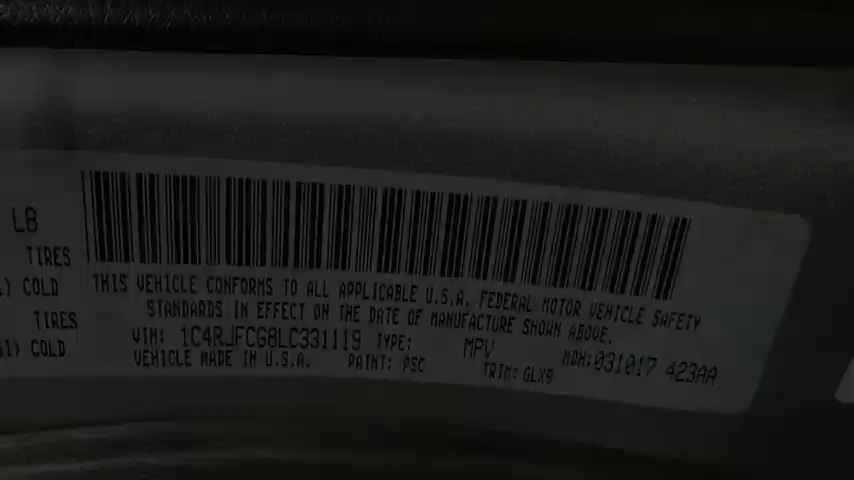 LB
TIRES
COLD
TIRES
COLD
THIS VEHICLE CONFORMS TO ALL APPLICABLE U.S.A. FEDERAL MOTOR VEHICLE SAFETY
STANDARDS IN EFFECT ON THE DATE OF MANUFACTURE SHOWN ABOVE.
VIN: 1C4RJFCG8LC331119 TYPE: MPV MDH:031017 423AA
VEHICLE MADE IN U.S.A. PAINT: PSC TRIM: GLX9